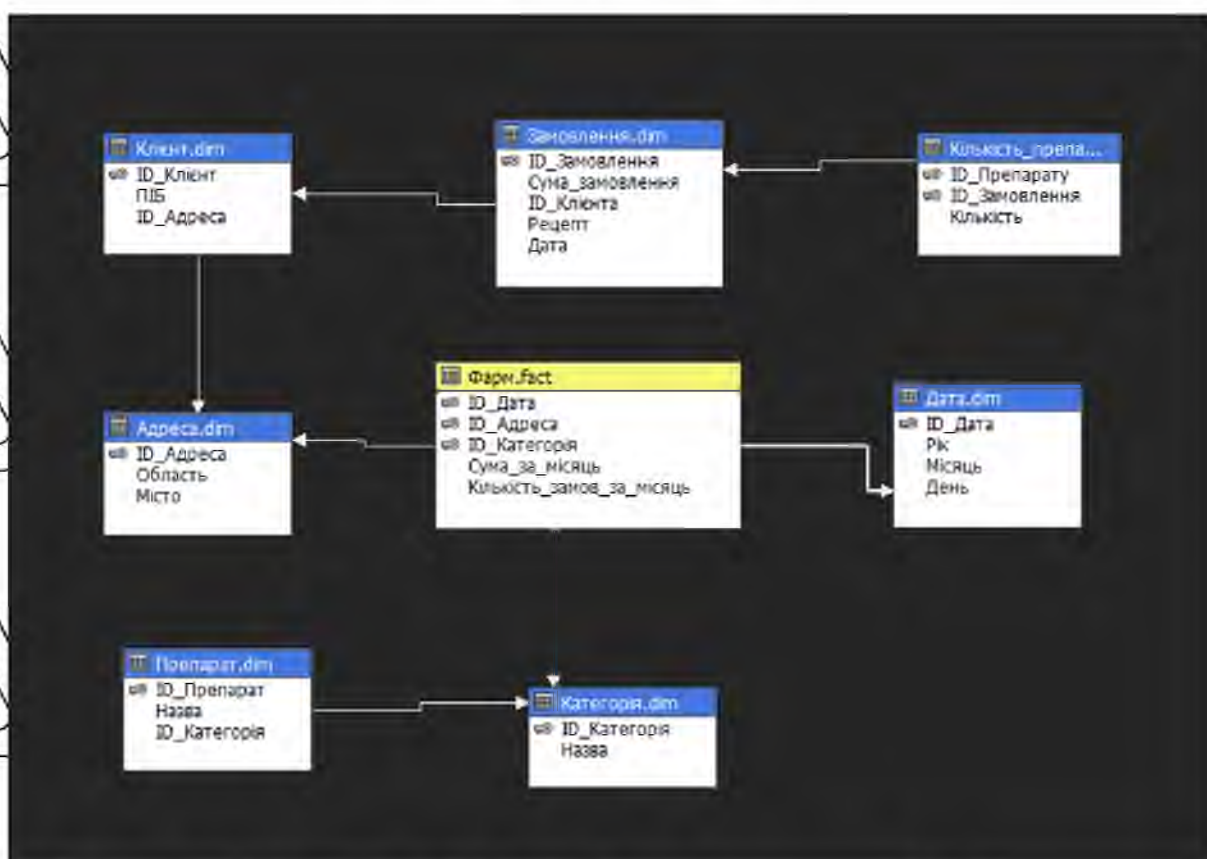 Клієнт.dim
ID_Клієнт
ПІБ
ID_Адреса
Замовлення.dim
ID_Замовлення
Сума_замовлення
ID_Клієнта
Рецепт
Дата
Кількість_препа...
ID_Препарату
ID_Замовлення
Кількість
Адреса.dim
ID_Адреса
Область
Місто
Фарм.fact
ID_Дата
ID_Адреса
ID_Категорія
Сума_за_місяць
Кількість_замов_за_місяць
Дата.dim
ID_Дата
Рік
Місяць
День
Препарат.dim
ID_Препарат
Назва
ID_Категорія
Категорія.dim
ID_Категорія
Назва